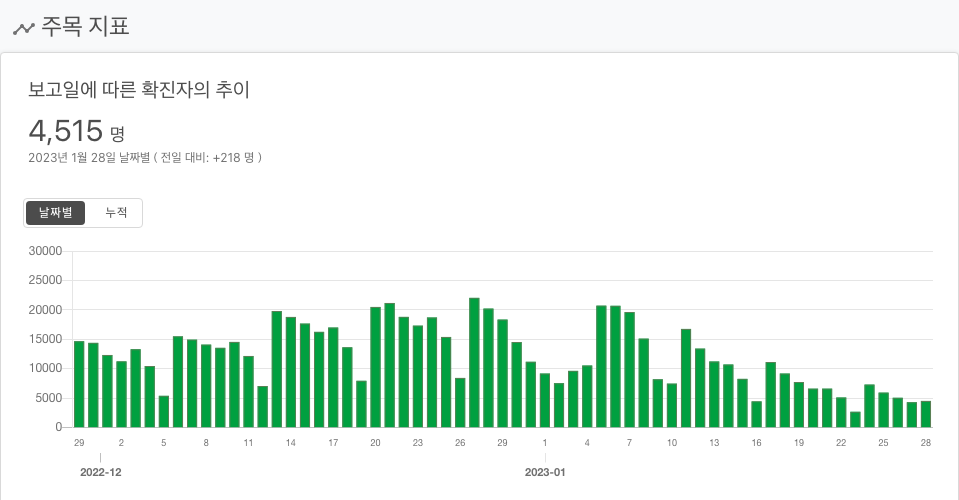 주목 지표
보고일에 따른 확진자의 추이
4,515 명
2023년 1월 28일 날짜별 ( 전일 대비: +218 명 )
날짜별 누적
30000
25000
20000
15000
10000
5000
0
29 2 5 8 11 14 17 20 23 26 29 1 4 7 10 13 16 19 22 25 28
2022-12 2023-01